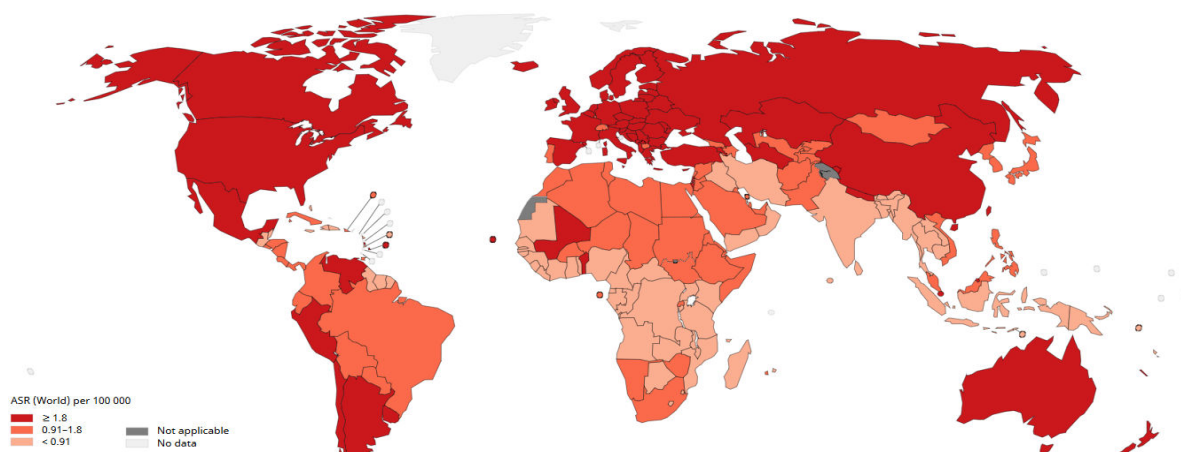 ASR (World) per 100 000
≥ 1.8
0.91–1.8
< 0.91
Not applicable
No data